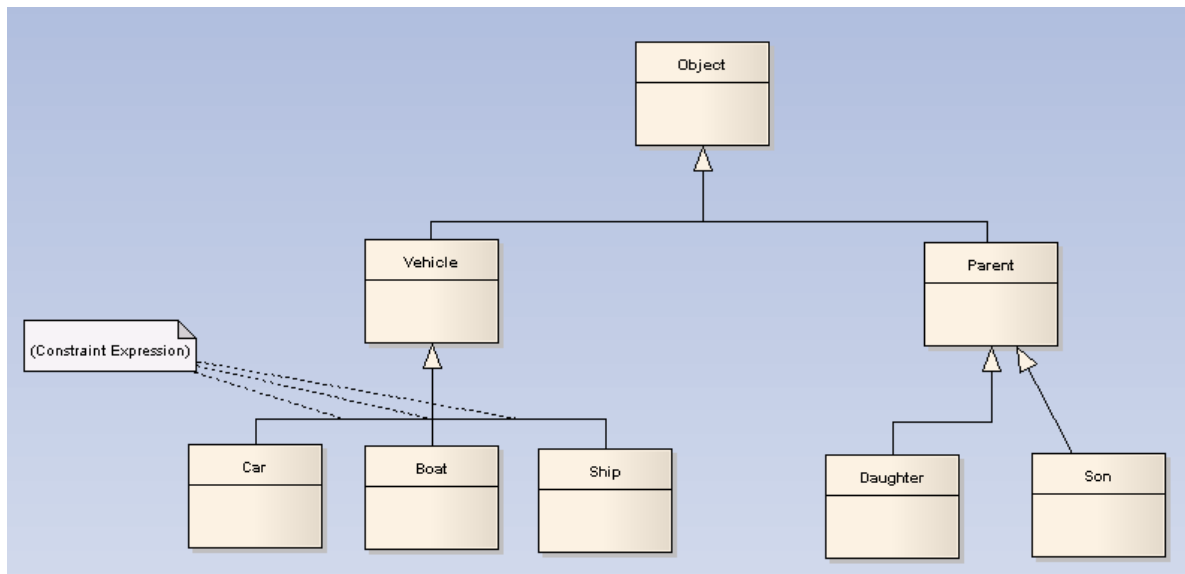 Object
Vehicle
Parent
(Constraint Expression)
Car
Boat
Ship
Daughter
Son